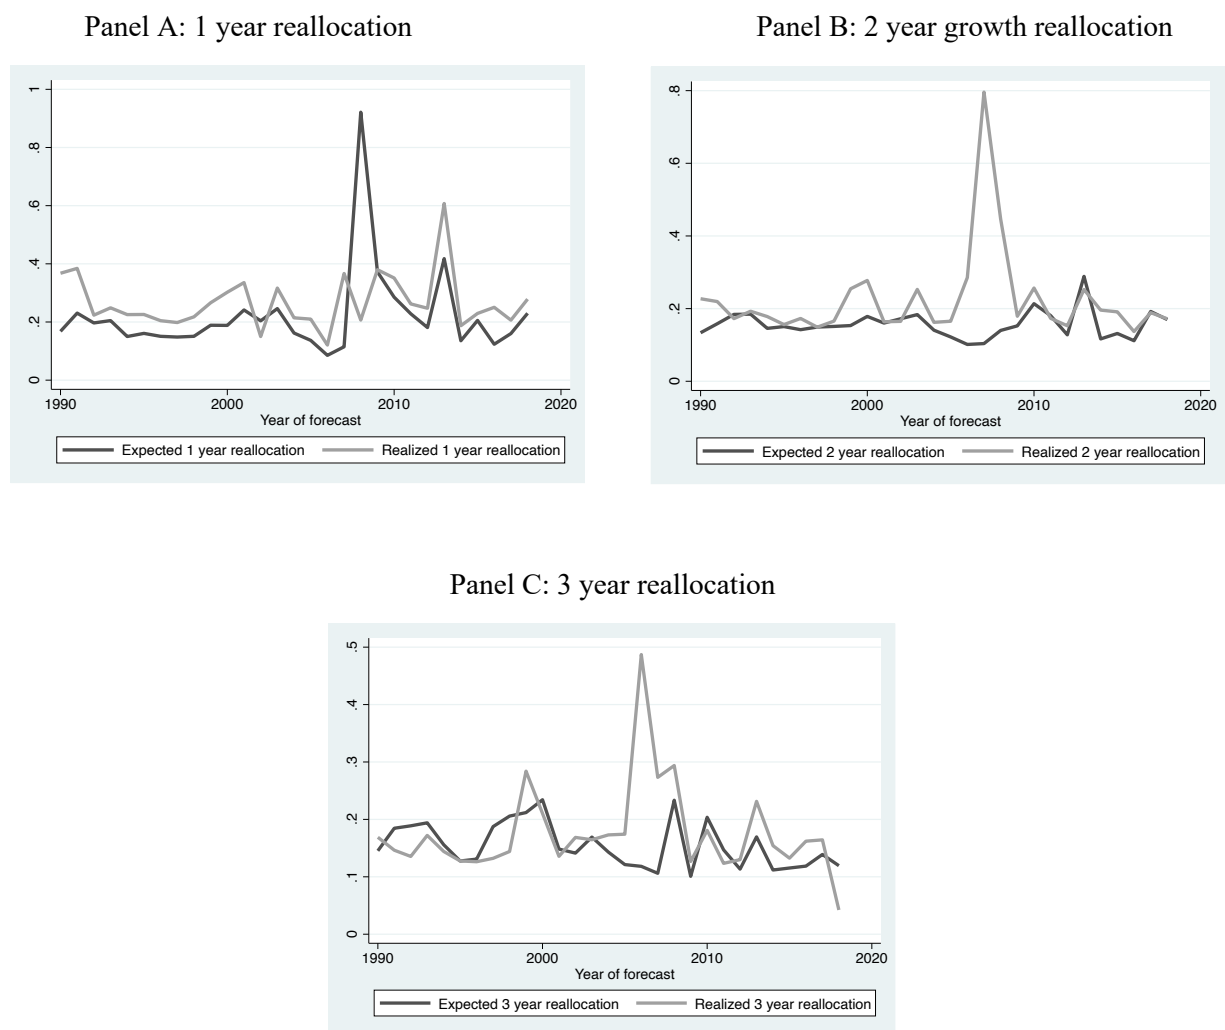 Panel A: 1 year reallocation
1
.8
.6
.4
.2
0
1990 2000 2010 2020
Year of forecast
Expected 1 year reallocation Realized 1 year reallocation
Panel B: 2 year growth reallocation
.8
.6
.4
.2
0
1990 2000 2010 2020
Year of forecast
Expected 2 year reallocation Realized 2 year reallocation
Panel C: 3 year reallocation
.5
.4
.3
.2
.1
0
1990 2000 2010 2020
Year of forecast
Expected 3 year reallocation Realized 3 year reallocation